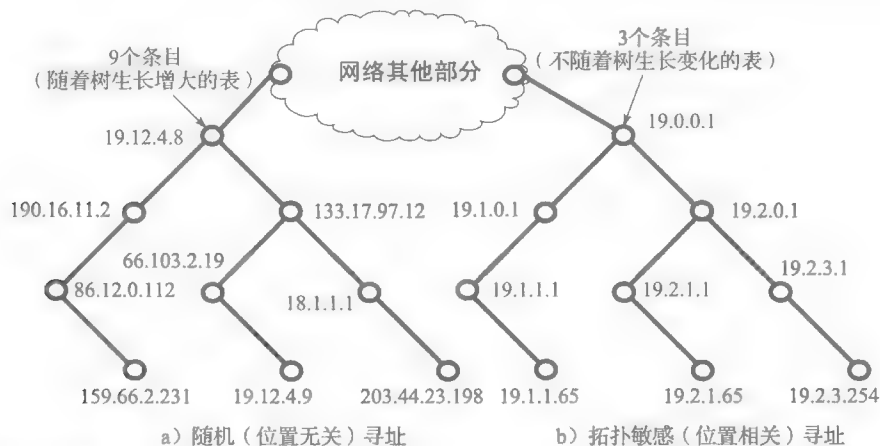 9个条目
(随着树生长增大的表)
网络其他部分
3个条目
(不随着树生长变化的表)
19.12.4.8
19.0.0.1
190.16.11.2
133.17.97.12
19.1.0.1
19.2.0.1
66.103.2.19
86.12.0.112
18.1.1.1
19.1.1.1
19.2.1.1
19.2.3.1
159.66.2.231
19.12.4.9
203.44.23.198
19.1.1.65
19.2.1.65
19.2.3.254
a)随机(位置无关)寻址
b)拓扑敏感(位置相关)寻址